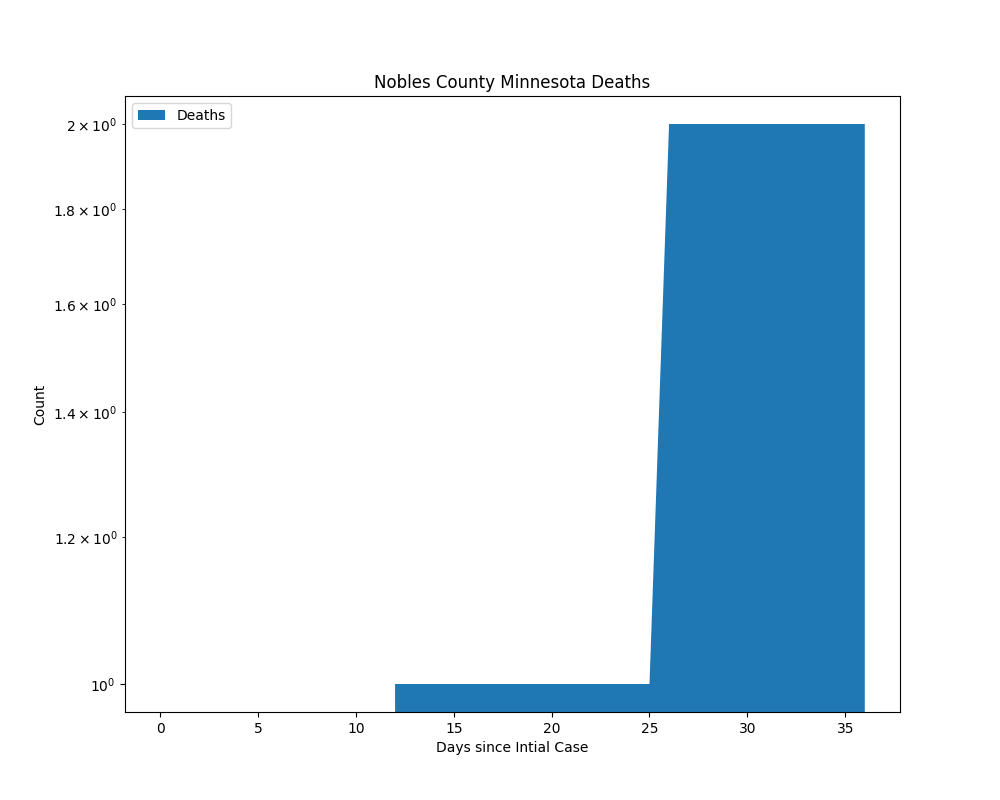 Nobles County Minnesota Deaths
Deaths
2 × 10⁰
1.8 × 10⁰
1.6 × 10⁰
1.4 × 10⁰
1.2 × 10⁰
10⁰
Count
0 5 10 15 20 25 30 35
Days since Intial Case